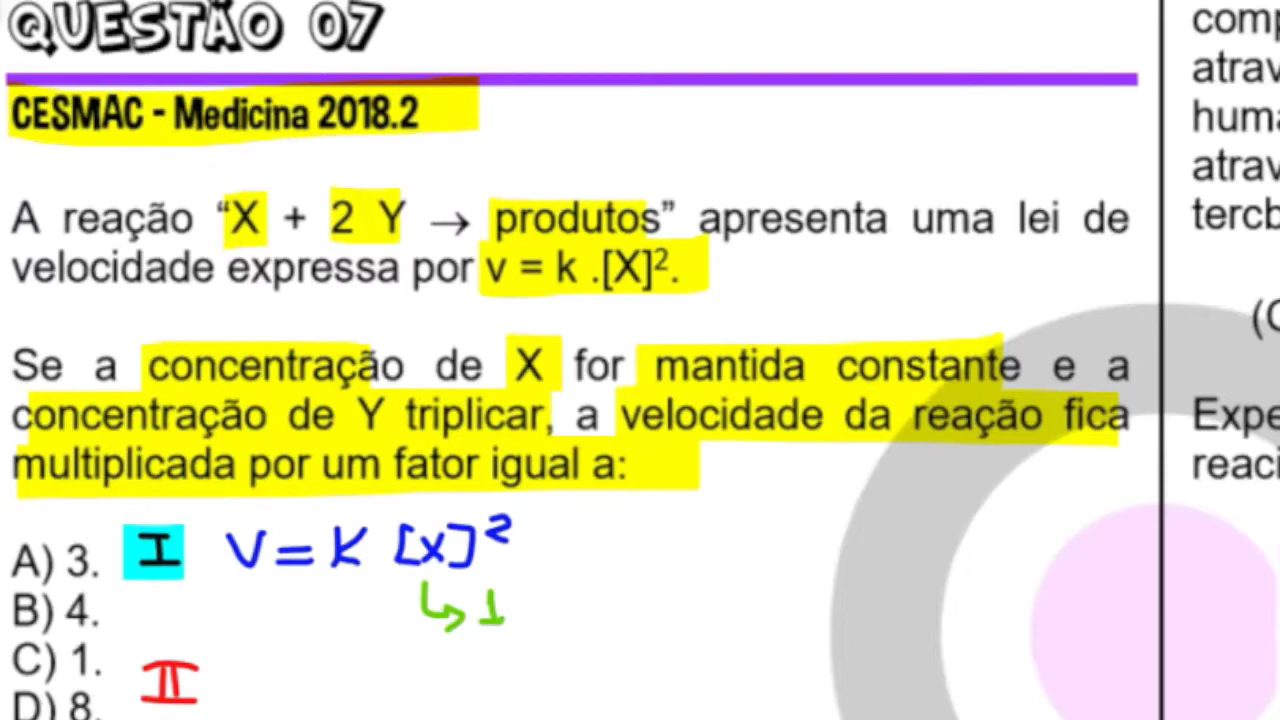 QUESTÃO 07
CESMAC - Medicina 2018.2
A reação “X + 2 Y → produtos” apresenta uma lei de
velocidade expressa por v = k .[X]².
Se a concentração de X for mantida constante e a
concentração de Y triplicar, a velocidade da reação fica
multiplicada por um fator igual a:
A) 3.
B) 4.
C) 1.
D) 8.
I V = K [X]²
↳ 1
II
comp
atrav
huma
atrav
tercb
(C
Expe
reaci